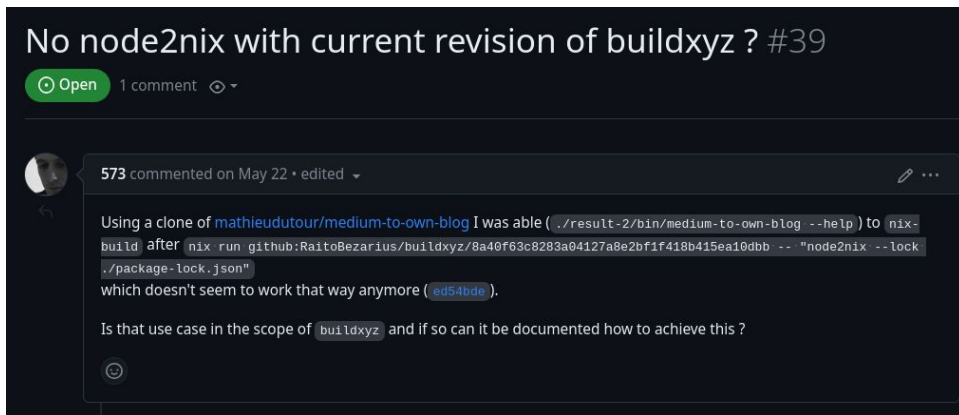 No node2nix with current revision of buildxyz ? #39
Open 1 comment
573 commented on May 22 • edited
Using a clone of mathieudutour/medium-to-own-blog I was able ( ./result-2/bin/medium-to-own-blog --help ) to nix-
build after nix run github:RaitoBezarius/buildxyz/8a40f63c8283a04127a8e2bf1f418b415ea10dbb -- "node2nix --lock
./package-lock.json"
which doesn't seem to work that way anymore ( ed54bde ).
Is that use case in the scope of buildxyz and if so can it be documented how to achieve this ?